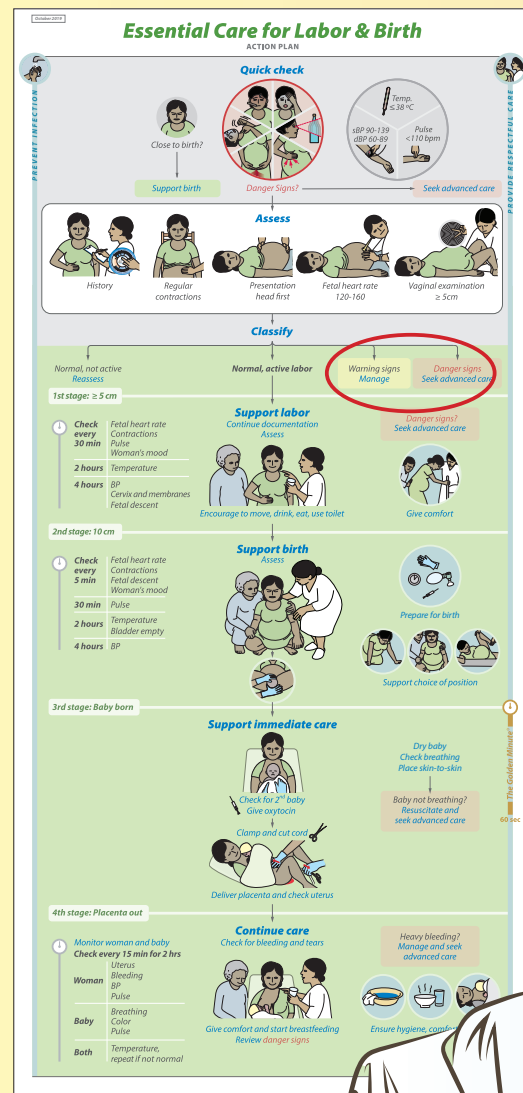 October 2019
Essential Care for Labor & Birth
ACTION PLAN
PREVENT INFECTION
PROVIDE RESPECTFUL CARE
Quick check
Close to birth?
Temp.
≤38 ºC
sBP 90-139
dBP 60-89
Pulse
<110 bpm
Support birth
Danger Signs?
Seek advanced care
Assess
History
Regular
contractions
Presentation
head first
Fetal heart rate
120-160
Vaginal examination
≥ 5cm
Classify
Normal, not active
Reassess
Normal, active labor
Warning signs
Manage
Danger signs
Seek advanced care
1st stage: ≥ 5 cm
Support labor
Continue documentation
Assess
Check
every
30 min
Fetal heart rate
Contractions
Pulse
Woman's mood
2 hours
Temperature
4 hours
BP
Cervix and membranes
Fetal descent
Danger signs?
Seek advanced care
Encourage to move, drink, eat, use toilet
Give comfort
2nd stage: 10 cm
Support birth
Assess
Check
every
5 min
Fetal heart rate
Contractions
Fetal descent
Woman's mood
30 min
Pulse
2 hours
Temperature
Bladder empty
4 hours
BP
Prepare for birth
Support choice of position
3rd stage: Baby born
Support immediate care
Check for 2nd baby
Give oxytocin
Clamp and cut cord
Deliver placenta and check uterus
Dry baby
Check breathing
Place skin-to-skin
Baby not breathing?
Resuscitate and
seek advanced care
The Golden Minute®
60 sec
4th stage: Placenta out
Continue care
Check for bleeding and tears
Monitor woman and baby
Check every 15 min for 2 hrs
Woman
Uterus
Bleeding
BP
Pulse
Baby
Breathing
Color
Pulse
Both
Temperature,
repeat if not normal
Heavy bleeding?
Manage and seek
advanced care
Give comfort and start breastfeeding
Review danger signs
Ensure hygiene,